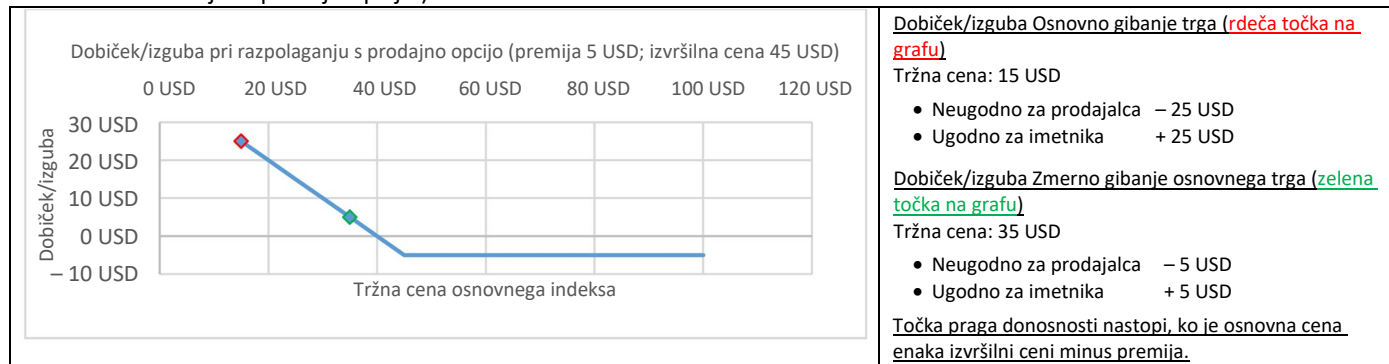 Dobiček/izguba pri razpolaganju s prodajno opcijo (premija 5 USD; izvršilna cena 45 USD)
0 USD 20 USD 40 USD 60 USD 80 USD 100 USD 120 USD
30 USD
20 USD
10 USD
0 USD
– 10 USD
Dobiček/izguba
Tržna cena osnovnega indeksa
Dobiček/izguba Osnovno gibanje trga (rdeča točka na
grafu)
Tržna cena: 15 USD
• Neugodno za prodajalca – 25 USD
• Ugodno za imetnika + 25 USD
Dobiček/izguba Zmerno gibanje osnovnega trga (zelena
točka na grafu)
Tržna cena: 35 USD
• Neugodno za prodajalca – 5 USD
• Ugodno za imetnika + 5 USD
Točka praga donosnosti nastopi, ko je osnovna cena
enaka izvršilni ceni minus premija.